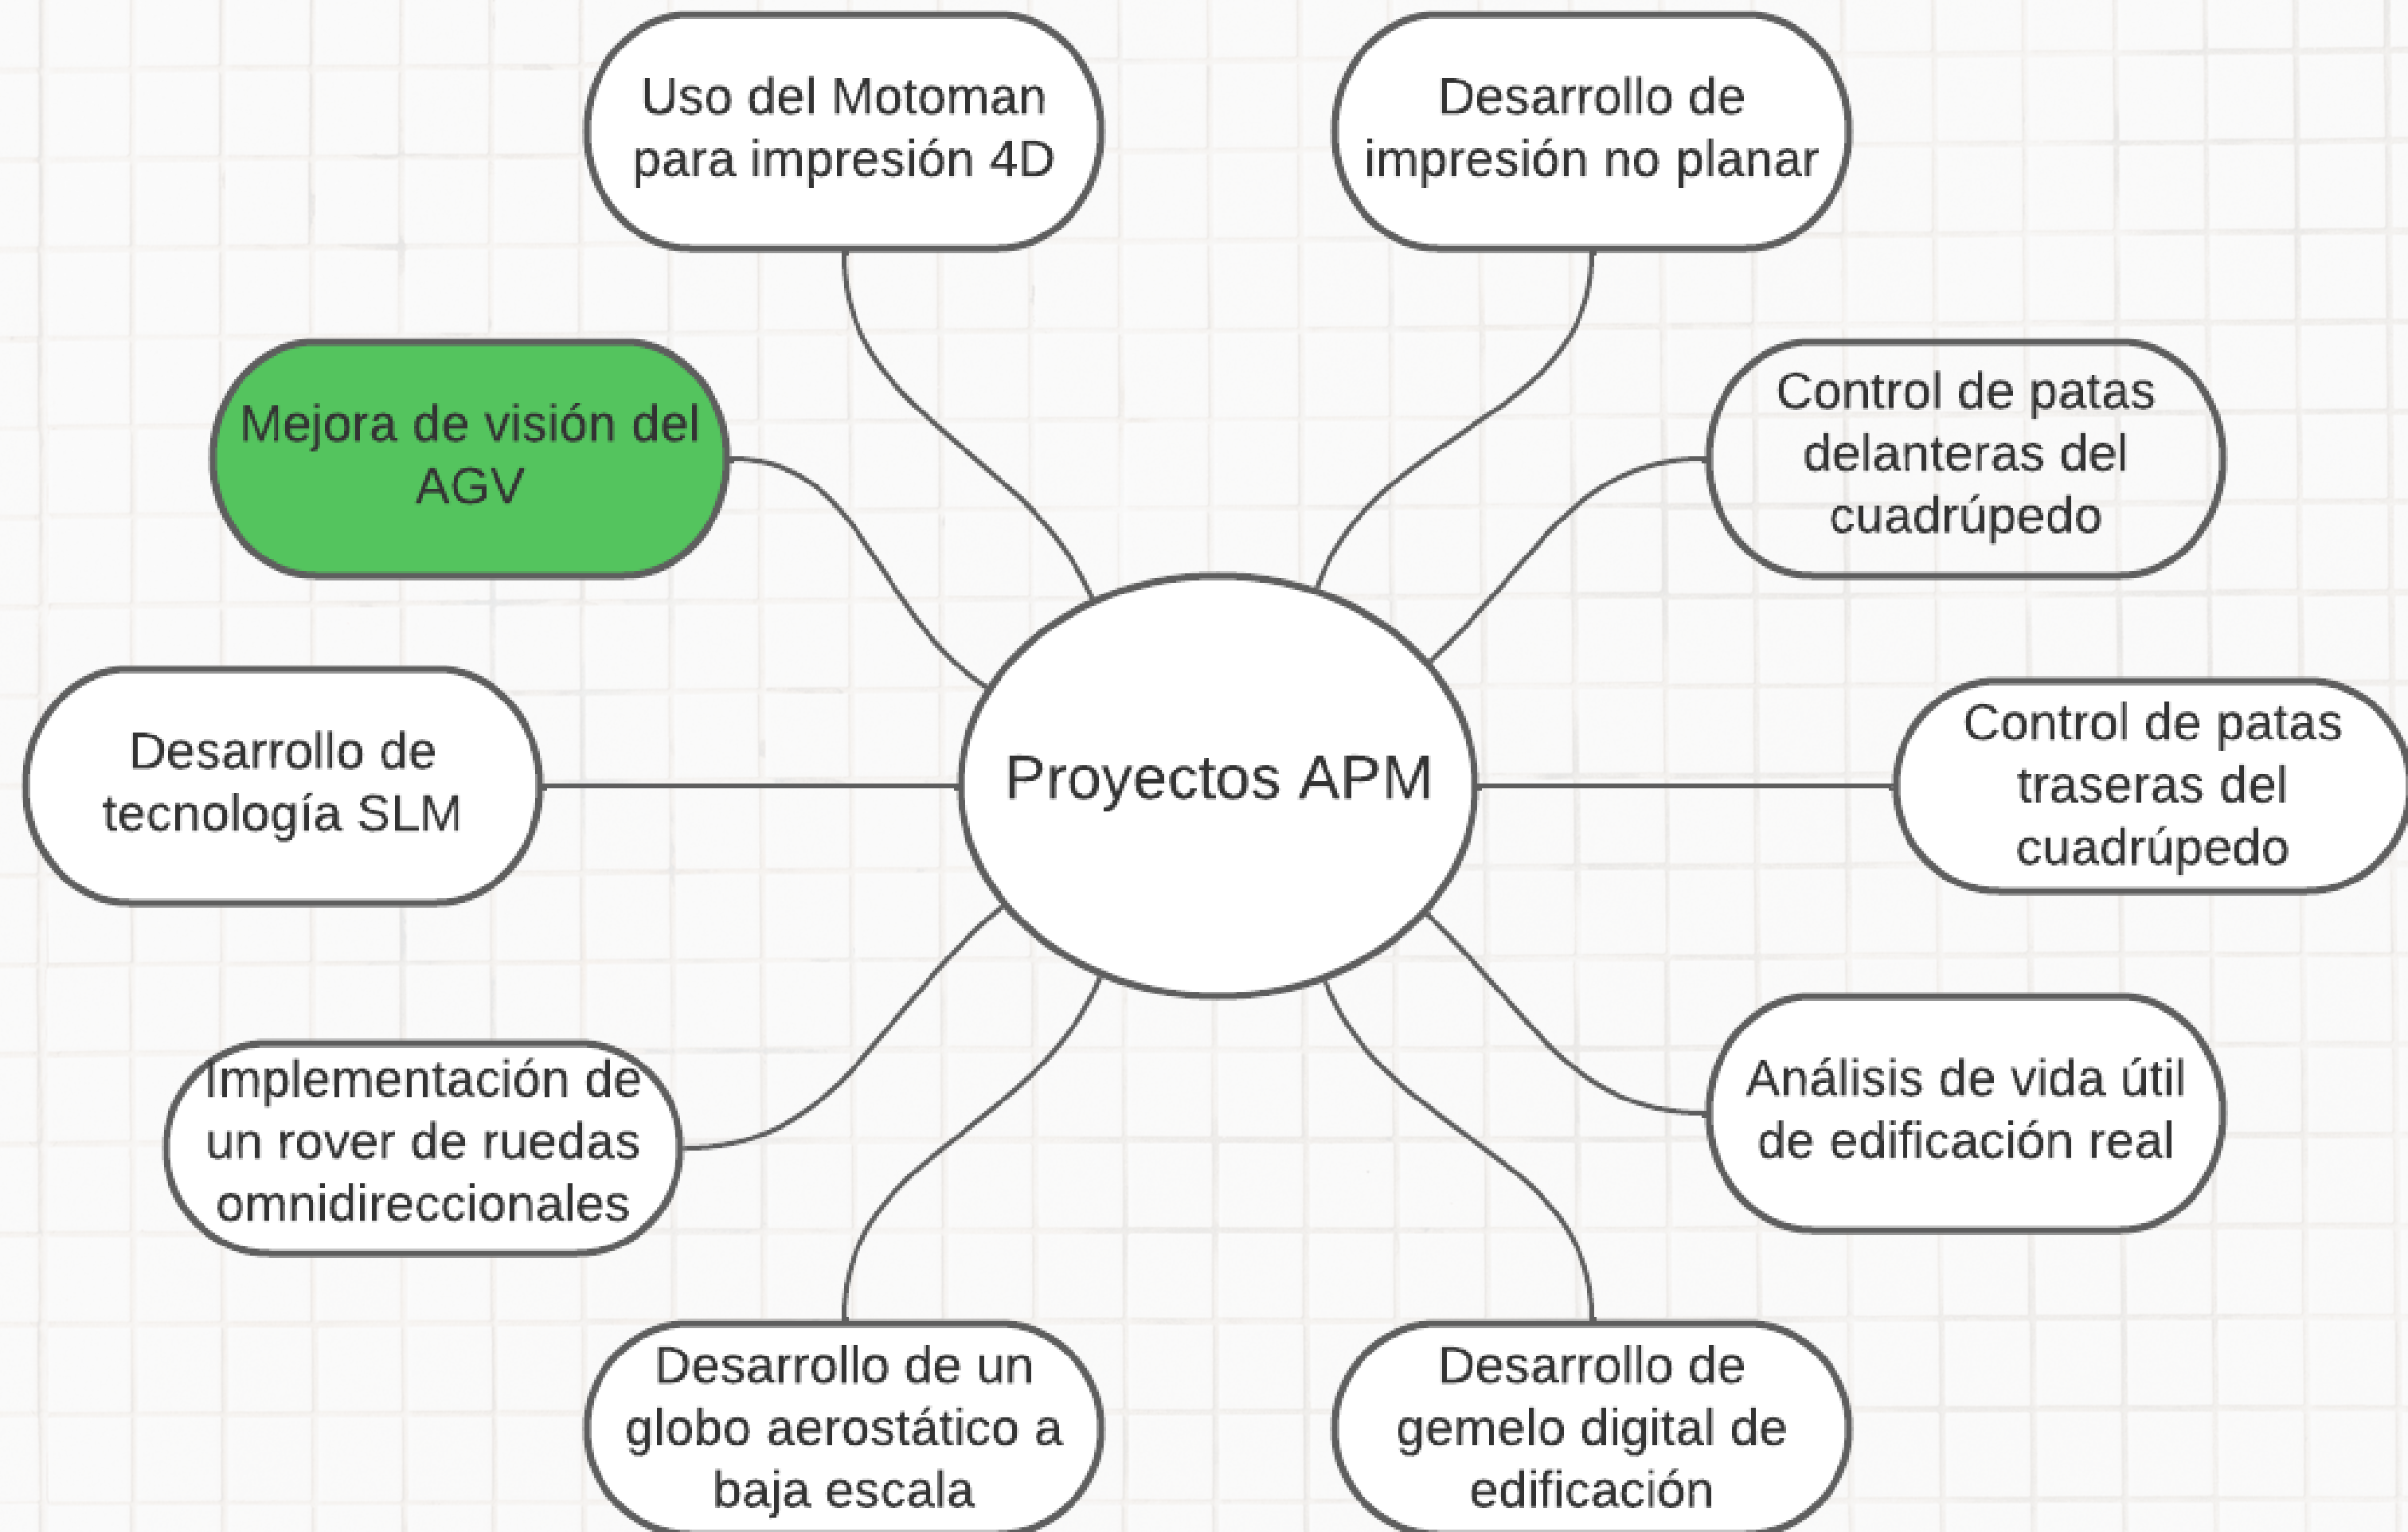 Uso del Motoman
para impresión 4D
Desarrollo de
impresión no planar
Mejora de visión del
AGV
Control de patas
delanteras del
cuadrúpedo
Desarrollo de
tecnología SLM
Proyectos APM
Control de patas
traseras del
cuadrúpedo
Implementación de
un rover de ruedas
omnidireccionales
Análisis de vida útil
de edificación real
Desarrollo de un
globo aerostático a
baja escala
Desarrollo de
gemelo digital de
edificación